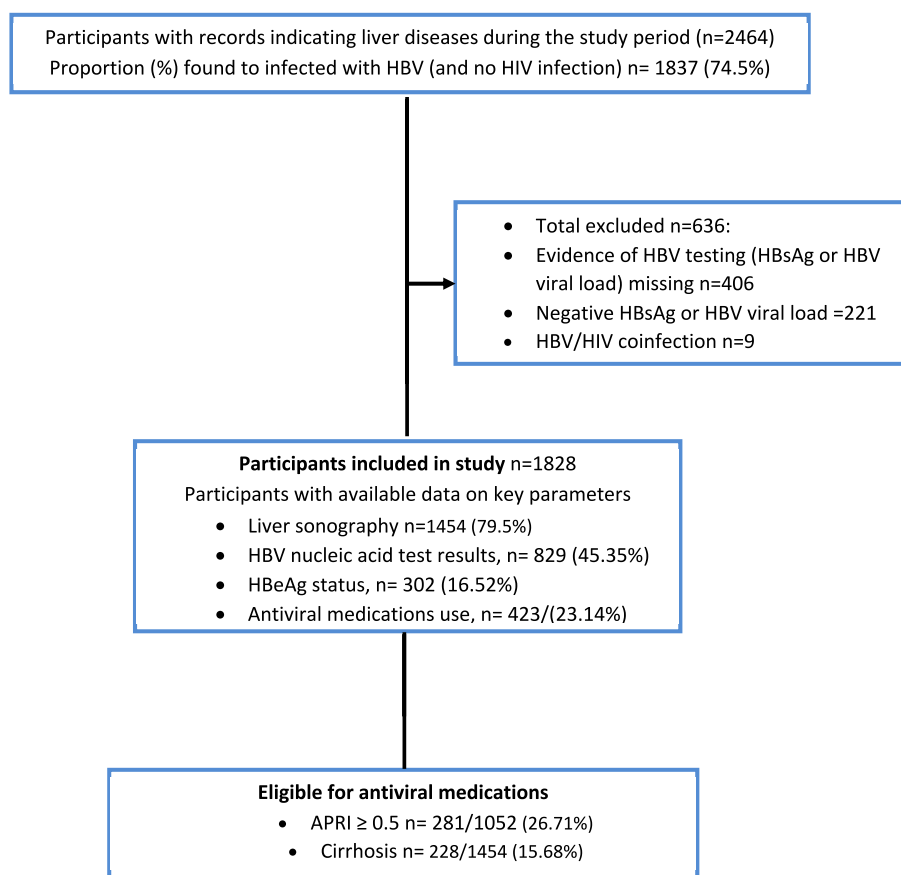 Participants with records indicating liver diseases during the study period (n=2464)
Proportion (%) found to infected with HBV (and no HIV infection) n= 1837 (74.5%)
• Total excluded n=636:
• Evidence of HBV testing (HBsAg or HBV
viral load) missing n=406
• Negative HBsAg or HBV viral load =221
• HBV/HIV coinfection n=9
Participants included in study n=1828
Participants with available data on key parameters
• Liver sonography n=1454 (79.5%)
• HBV nucleic acid test results, n= 829 (45.35%)
• HBeAg status, n= 302 (16.52%)
• Antiviral medications use, n= 423/(23.14%)
Eligible for antiviral medications
• APRI ≥ 0.5 n= 281/1052 (26.71%)
• Cirrhosis n= 228/1454 (15.68%)